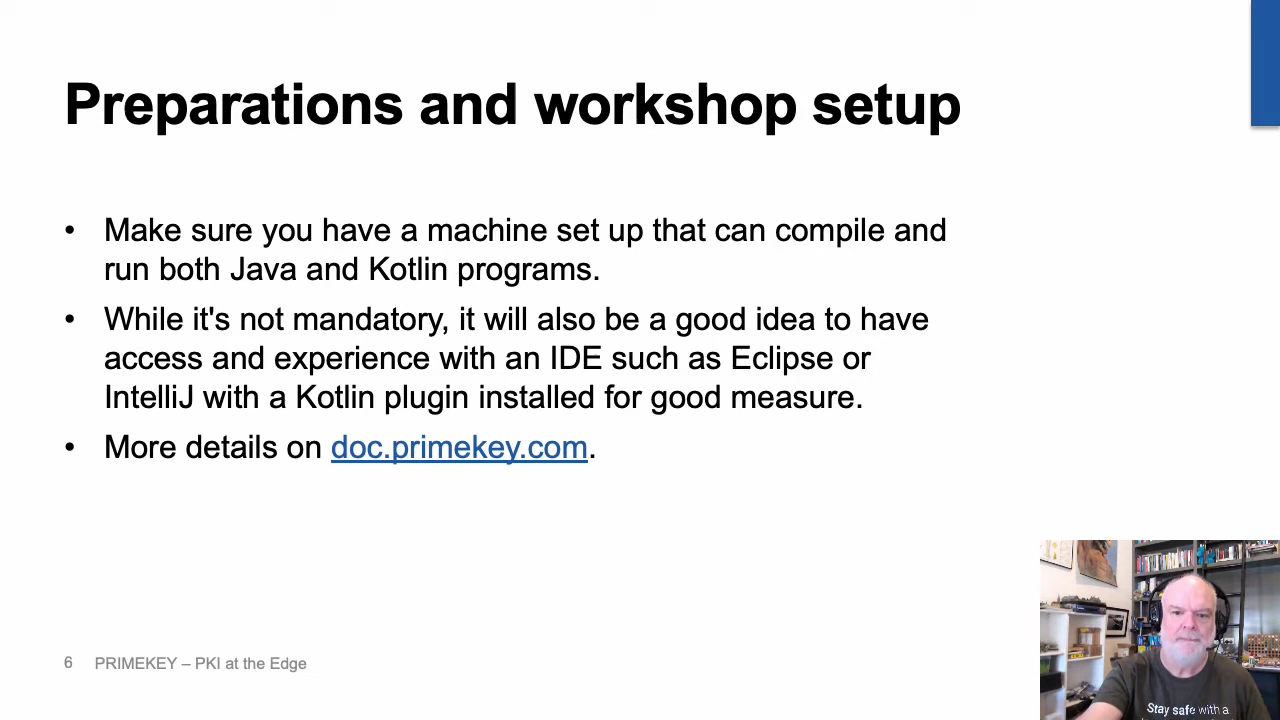 Preparations and workshop setup
• Make sure you have a machine set up that can compile and
run both Java and Kotlin programs.
• While it's not mandatory, it will also be a good idea to have
access and experience with an IDE such as Eclipse or
IntelliJ with a Kotlin plugin installed for good measure.
• More details on doc.primekey.com.
6 PRIMEKEY – PKI at the Edge
Stay safe with a